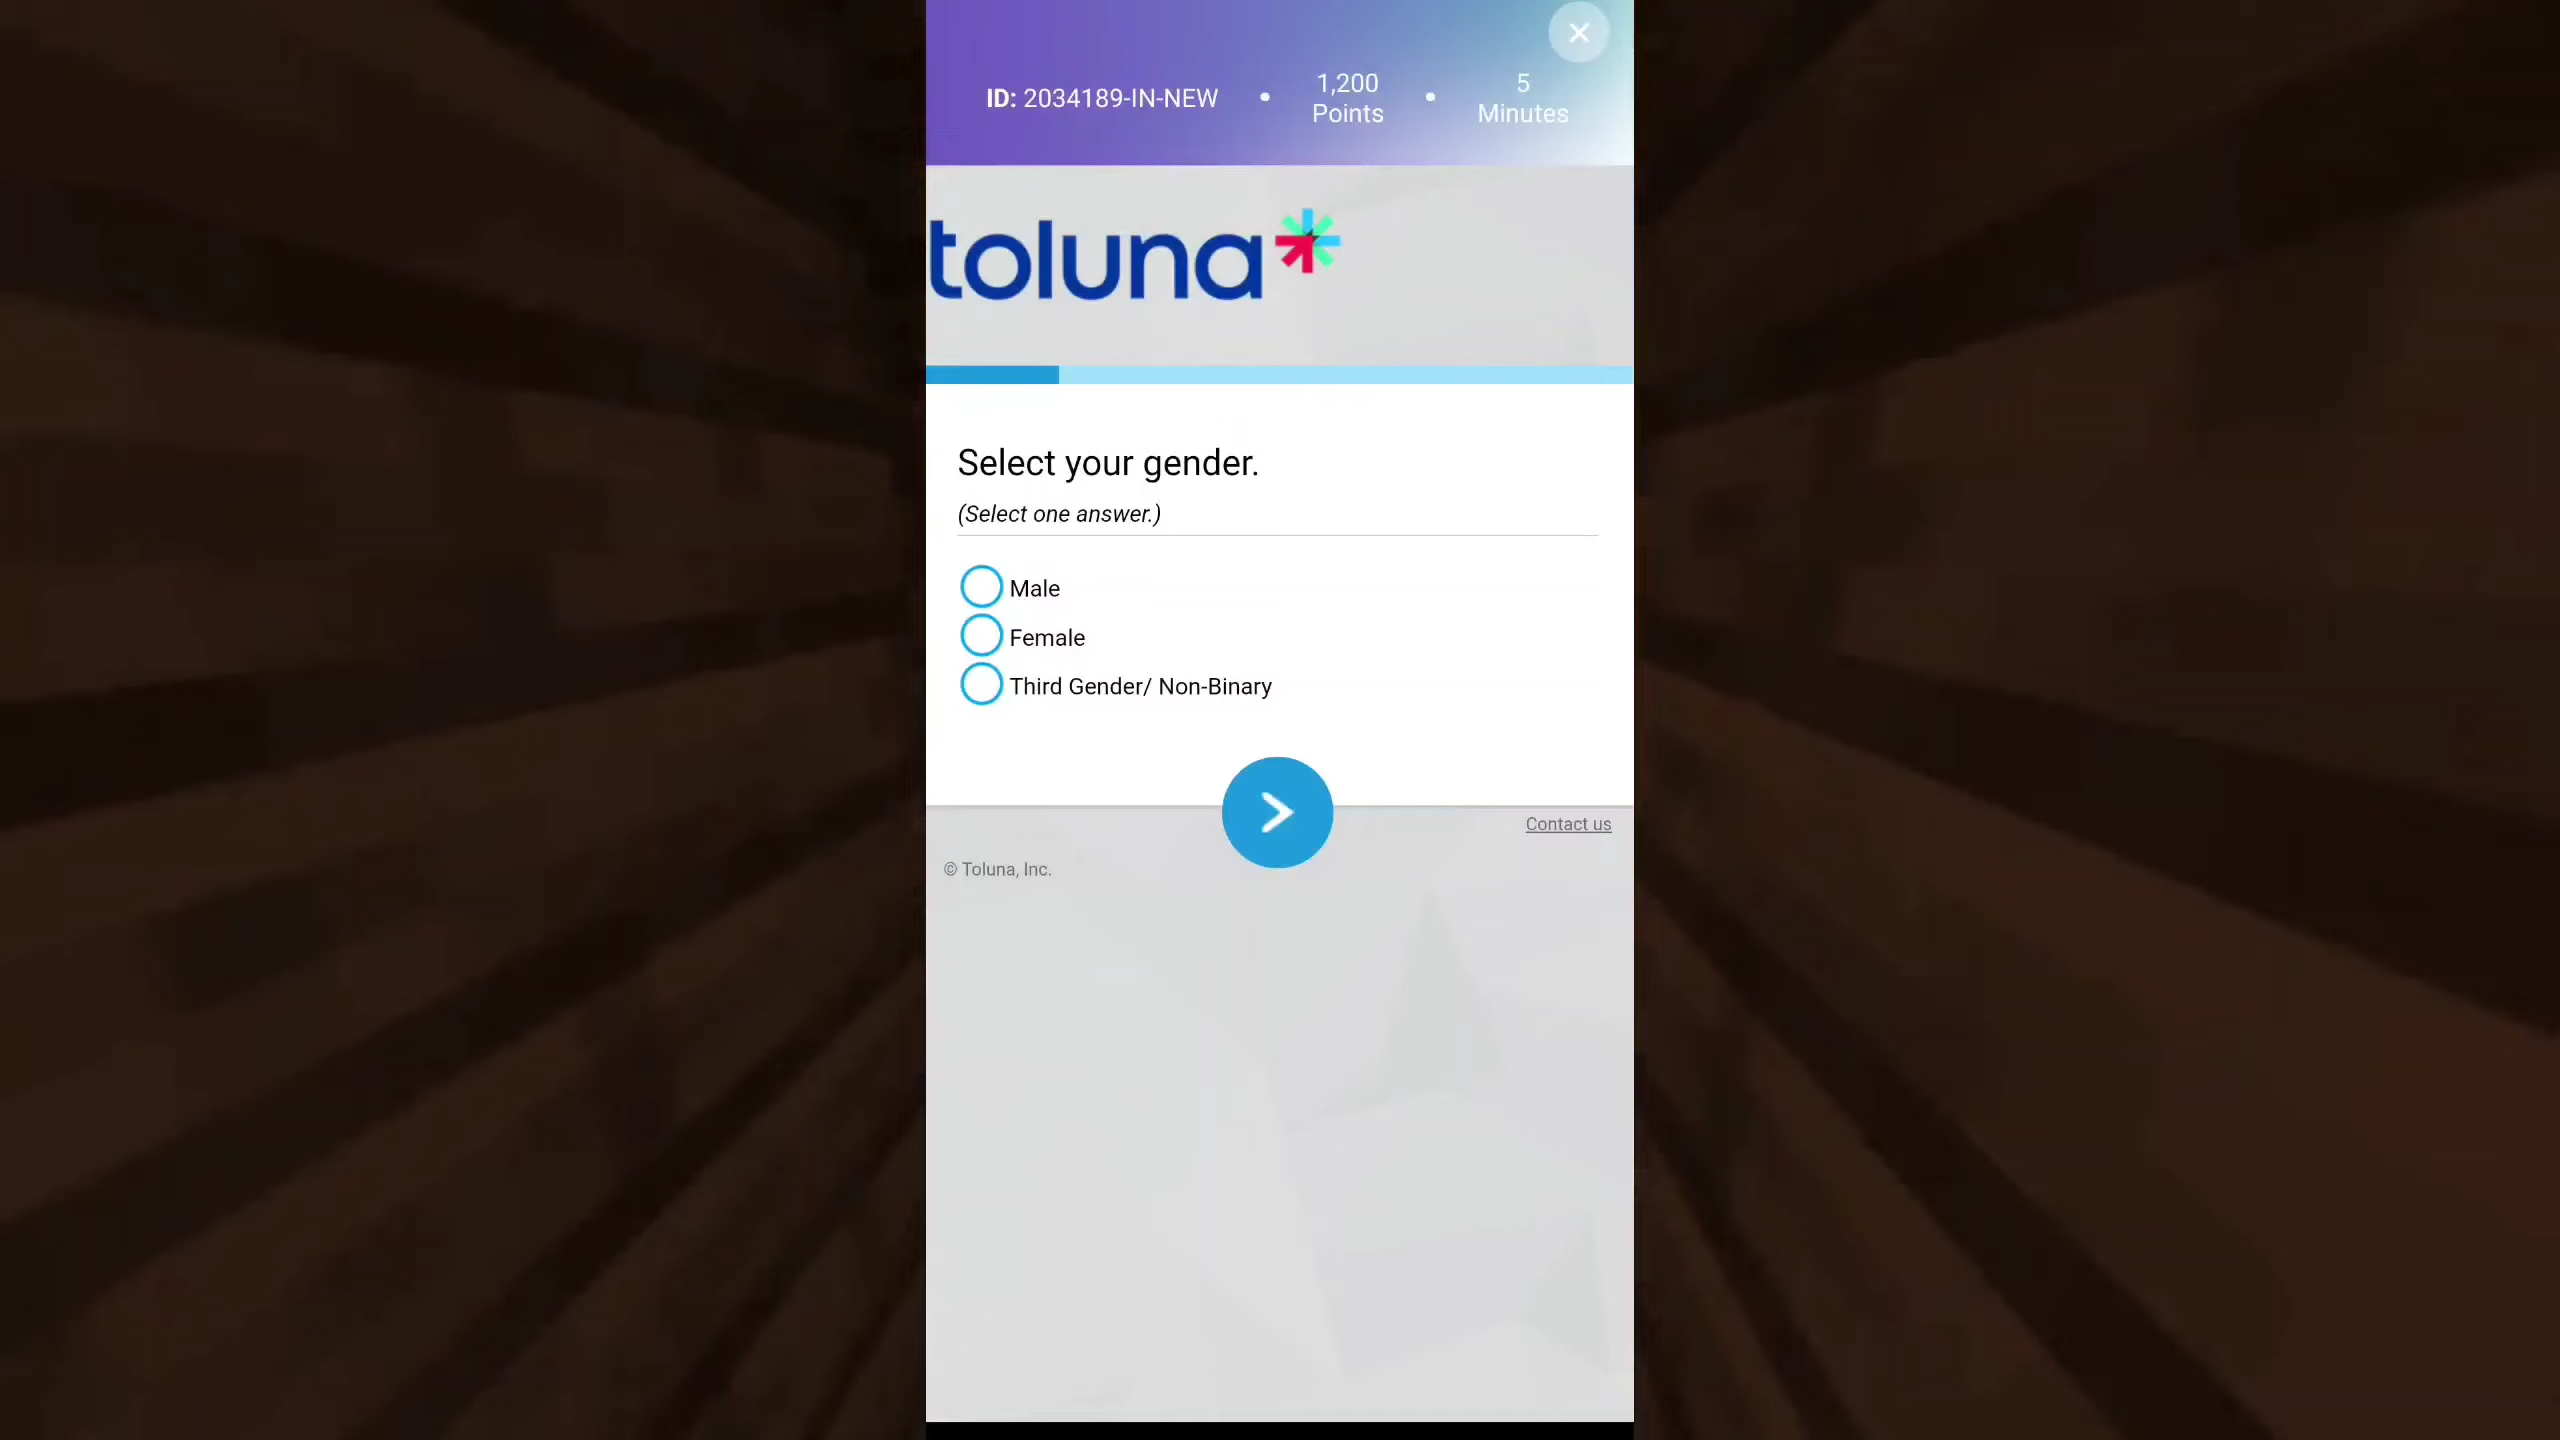 ID: 2034189-IN-NEW • 1,200 Points • 5 Minutes
toluna
Select your gender.
(Select one answer.)
Male
Female
Third Gender/ Non-Binary
Contact us
© Toluna, Inc.